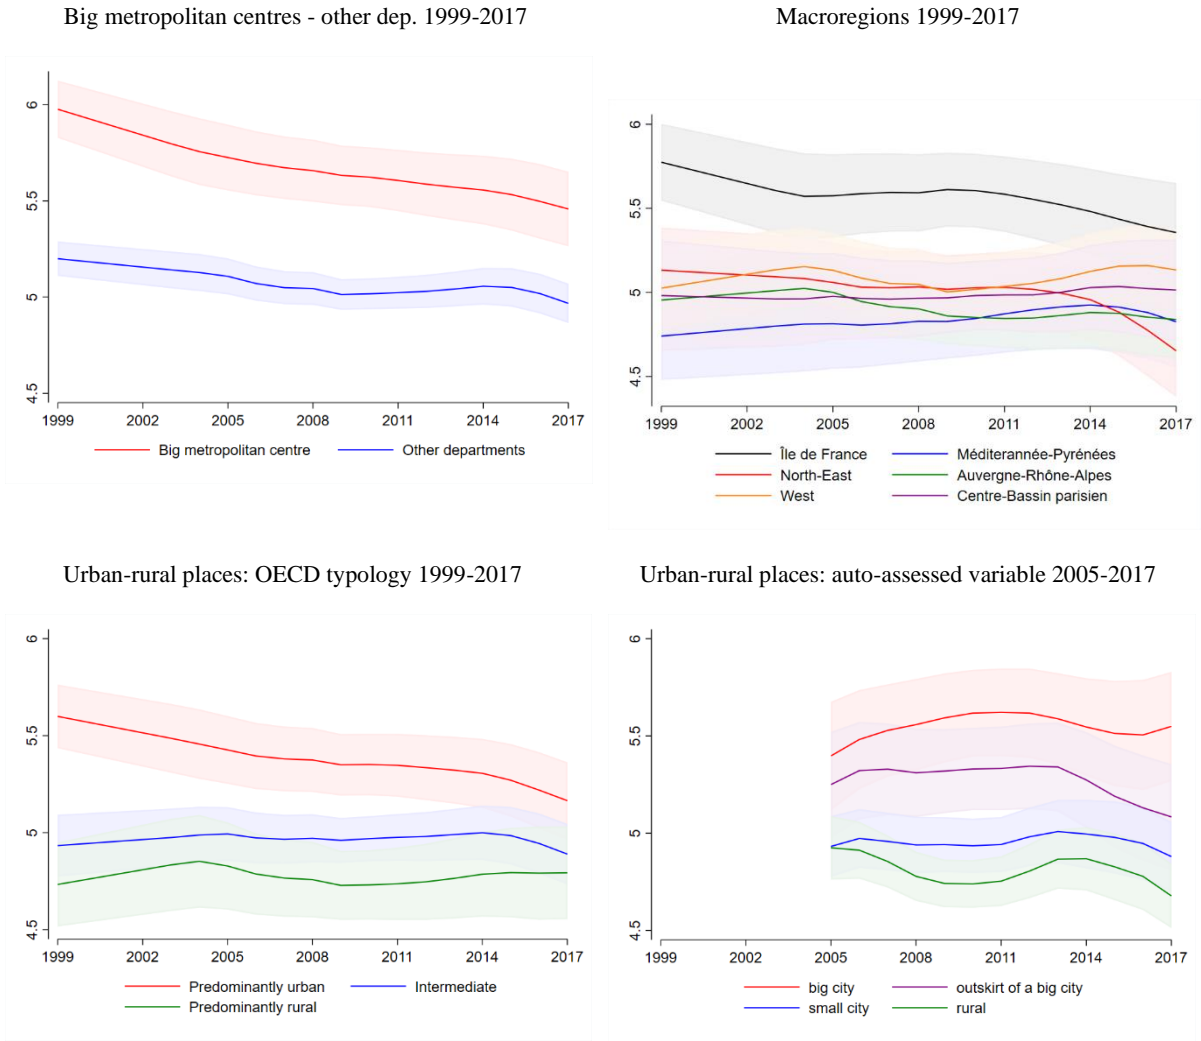 Big metropolitan centres - other dep. 1999-2017
6
5.5
5
4.5
1999 2002 2005 2008 2011 2014 2017
Big metropolitan centre Other departments
Macroregions 1999-2017
6
5.5
5
4.5
1999 2002 2005 2008 2011 2014 2017
Île de France Méditerannée-Pyrénées
North-East Auvergne-Rhône-Alpes
West Centre-Bassin parisien
Urban-rural places: OECD typology 1999-2017
6
5.5
5
4.5
1999 2002 2005 2008 2011 2014 2017
Predominantly urban Intermediate
Predominantly rural
Urban-rural places: auto-assessed variable 2005-2017
6
5.5
5
4.5
1999 2002 2005 2008 2011 2014 2017
big city outskirt of a big city
small city rural